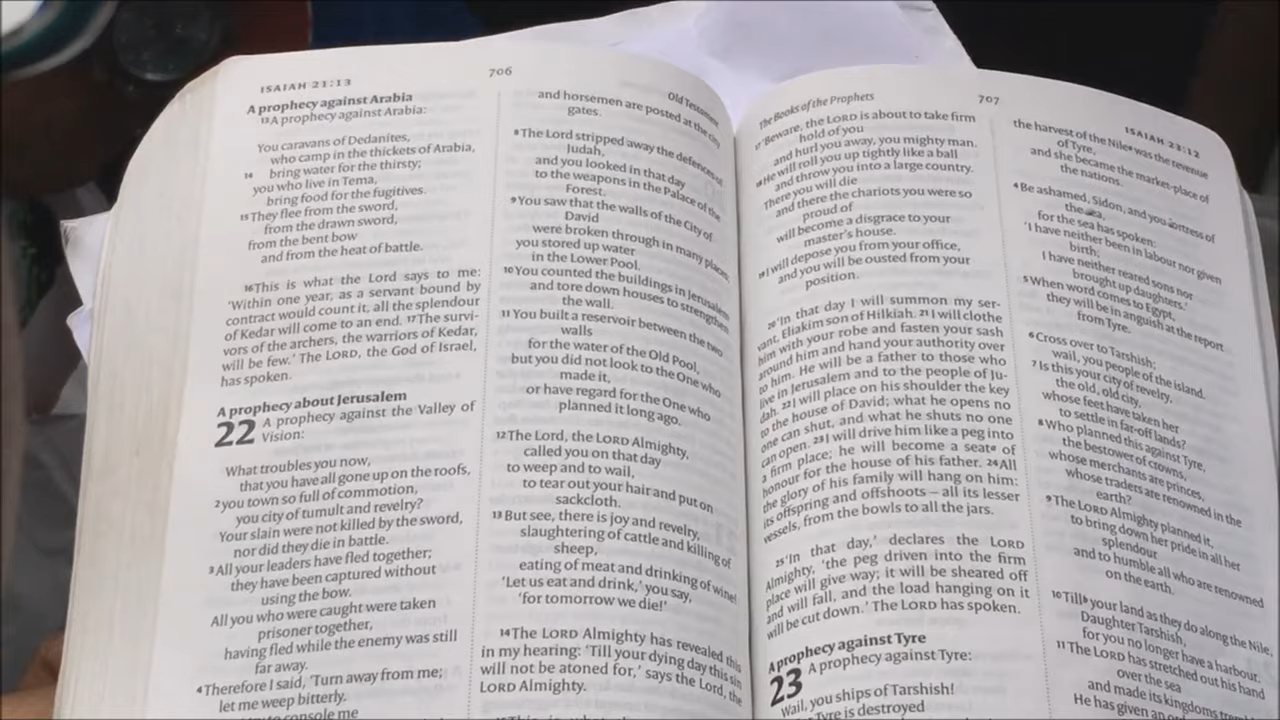 ISAIAH 21:13
706
Old Testament
A prophecy against Arabia
13 A prophecy against Arabia:
You caravans of Dedanites,
who camp in the thickets of Arabia,
14 bring water for the thirsty;
you who live in Tema,
bring food for the fugitives.
15 They flee from the sword,
from the drawn sword,
from the bent bow
and from the heat of battle.
16 This is what the Lord says to me:
'Within one year, as a servant bound by
contract would count it, all the splendour
of Kedar will come to an end. 17 The survi-
vors of the archers, the warriors of Kedar,
will be few.' The LORD, the God of Israel,
has spoken.
A prophecy about Jerusalem
22 A prophecy against the Valley of
Vision:
What troubles you now,
that you have all gone up on the roofs,
2 you town so full of commotion,
you city of tumult and revelry?
Your slain were not killed by the sword,
nor did they die in battle.
3 All your leaders have fled together;
they have been captured without
using the bow.
All you who were caught were taken
prisoner together,
having fled while the enemy was still
far away.
4 Therefore I said, 'Turn away from me;
let me weep bitterly.
console me
and horsemen are posted at the city
gates.
8 The Lord stripped away the defences of
Judah,
and you looked in that day
to the weapons in the Palace of the
Forest.
9 You saw that the walls of the City of
David
were broken through in many places;
you stored up water
in the Lower Pool.
10 You counted the buildings in Jerusalem
and tore down houses to strengthen
the wall.
11 You built a reservoir between the two
walls
for the water of the Old Pool,
but you did not look to the One who
made it,
or have regard for the One who
planned it long ago.
12 The Lord, the LORD Almighty,
called you on that day
to weep and to wail,
to tear out your hair and put on
sackcloth.
13 But see, there is joy and revelry,
slaughtering of cattle and killing of
sheep,
eating of meat and drinking of wine!
'Let us eat and drink,' you say,
'for tomorrow we die!'
14 The LORD Almighty has revealed this
in my hearing: 'Till your dying day this sin
will not be atoned for,' says the Lord, the
LORD Almighty.
The Books of the Prophets
707
ISAIAH 23:12
17 'Beware, the LORD is about to take firm
hold of you
and hurl you away, you mighty man.
18 He will roll you up tightly like a ball
and throw you into a large country.
There you will die
and there the chariots you were so
proud of
will become a disgrace to your
master's house.
19 I will depose you from your office,
and you will be ousted from your
position.
20 'In that day I will summon my ser-
vant, Eliakim son of Hilkiah. 21 I will clothe
him with your robe and fasten your sash
around him and hand your authority over
to him. He will be a father to those who
live in Jerusalem and to the people of Ju-
dah. 22 I will place on his shoulder the key
to the house of David; what he opens no
one can shut, and what he shuts no one
can open. 23 I will drive him like a peg into
a firm place; he will become a seat of
honour for the house of his father. 24 All
the glory of his family will hang on him:
its offspring and offshoots – all its lesser
vessels, from the bowls to all the jars.
25 'In that day,' declares the LORD
Almighty, 'the peg driven into the firm
place will give way; it will be sheared off
and will fall, and the load hanging on it
will be cut down.' The LORD has spoken.
A prophecy against Tyre
23 A prophecy against Tyre:
Wail, you ships of Tarshish!
Tyre is destroyed
the harvest of the Nile was the revenue
of Tyre,
and she became the market-place of
the nations.
4 Be ashamed, Sidon, and you fortress of
the sea,
for the sea has spoken:
'I have neither been in labour nor given
birth;
I have neither reared sons nor
brought up daughters.'
5 When word comes to Egypt,
they will be in anguish at the report
from Tyre.
6 Cross over to Tarshish;
wail, you people of the island.
7 Is this your city of revelry,
the old, old city,
whose feet have taken her
to settle in far-off lands?
8 Who planned this against Tyre,
the bestower of crowns,
whose merchants are princes,
whose traders are renowned in the
earth?
9 The LORD Almighty planned it,
to bring down her pride in all her
splendour
and to humble all who are renowned
on the earth.
10 Till your land as they do along the Nile,
Daughter Tarshish,
for you no longer have a harbour.
11 The LORD has stretched out his hand
over the sea
and made its kingdoms
He has given an